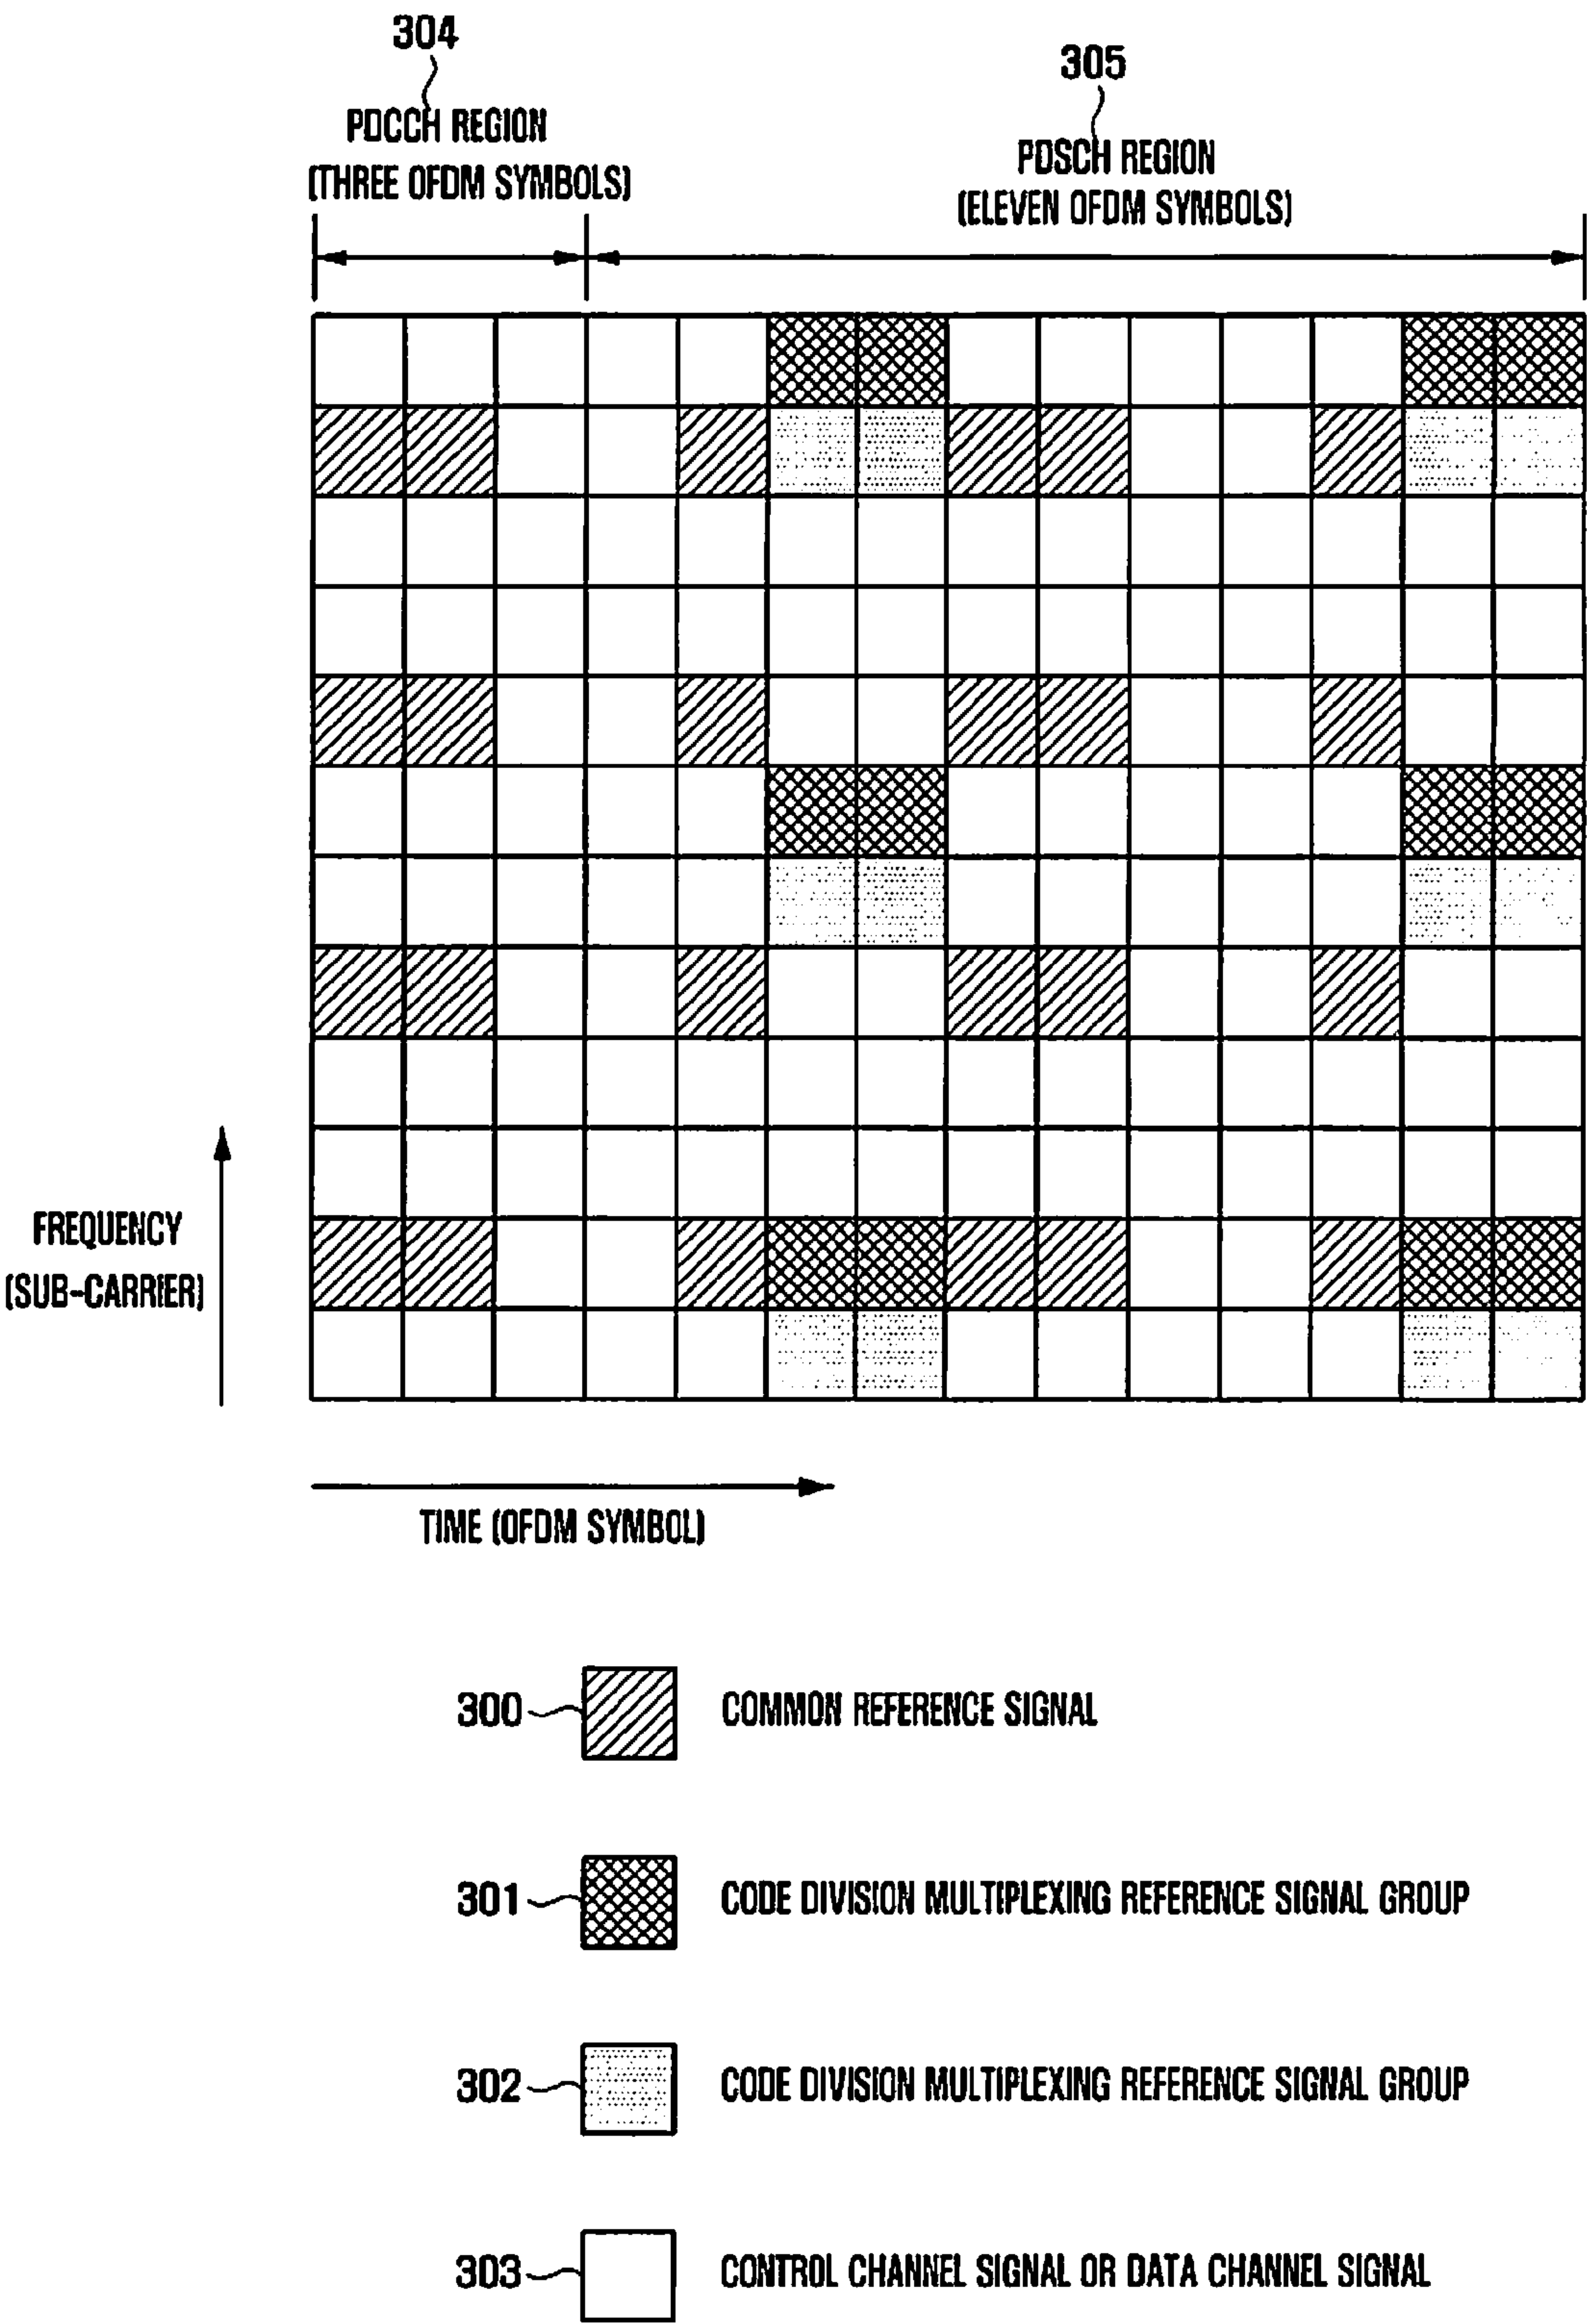 304
PDCCH REGION
(THREE OFDM SYMBOLS)
305
PDSCH REGION
(ELEVEN OFDM SYMBOLS)
FREQUENCY
(SUB-CARRIER)
TIME (OFDM SYMBOL)
300 COMMON REFERENCE SIGNAL
301 CODE DIVISION MULTIPLEXING REFERENCE SIGNAL GROUP
302 CODE DIVISION MULTIPLEXING REFERENCE SIGNAL GROUP
303 CONTROL CHANNEL SIGNAL OR DATA CHANNEL SIGNAL